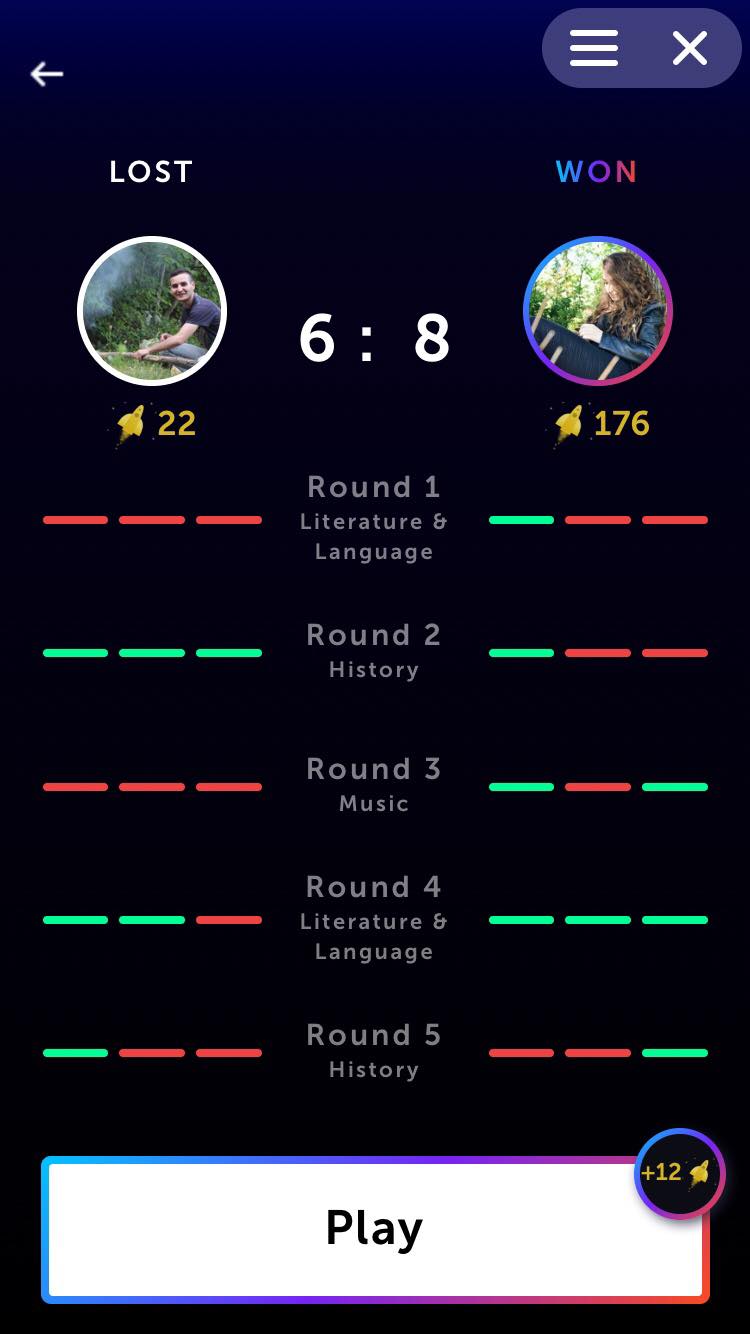 LOST
WON
6 : 8
22
176
Round 1
Literature &
Language
Round 2
History
Round 3
Music
Round 4
Literature &
Language
Round 5
History
+12
Play